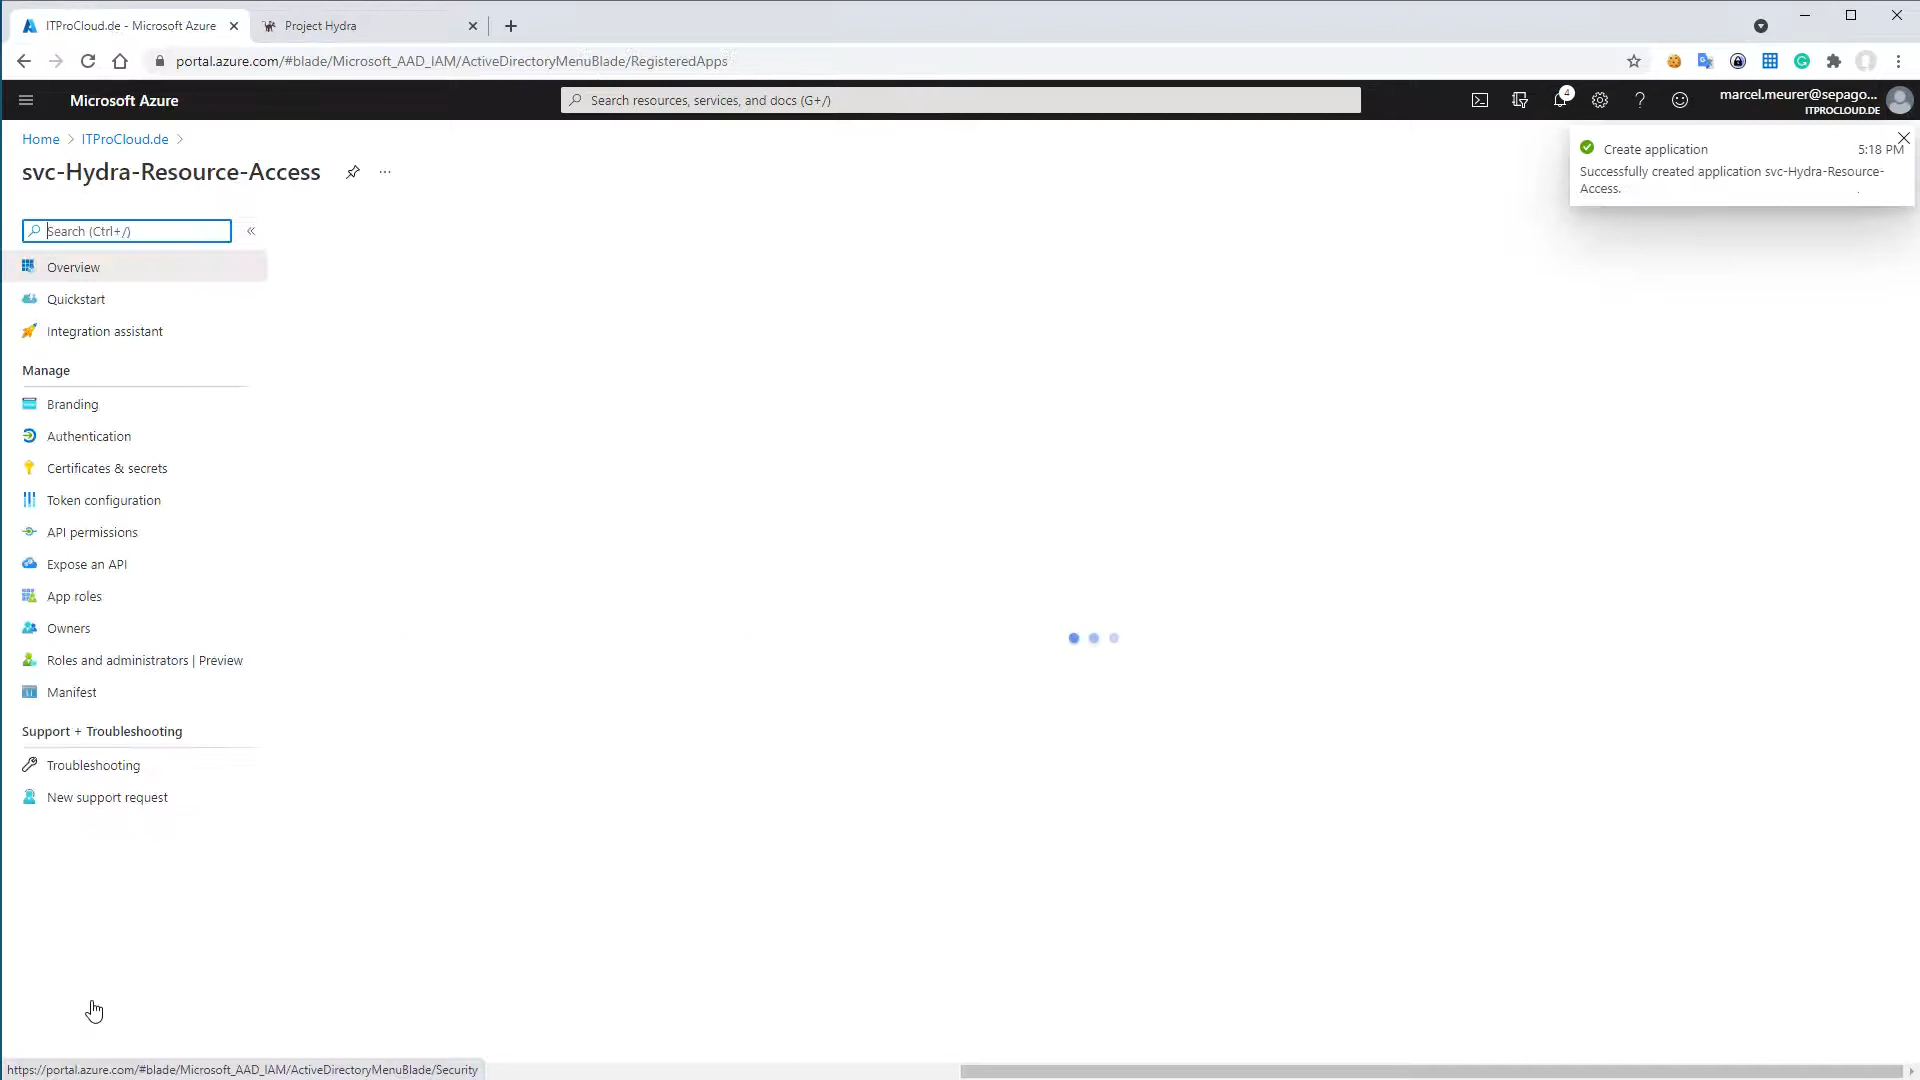 ITProCloud.de - Microsoft Azure
Project Hydra
portal.azure.com/#blade/Microsoft_AAD_IAM/ActiveDirectoryMenuBlade/RegisteredApps
Microsoft Azure
Search resources, services, and docs (G+/)
4
marcel.meurer@sepago...
ITPROCLOUD.DE
Home > ITProCloud.de >
svc-Hydra-Resource-Access
Create application
5:18 PM
Successfully created application svc-Hydra-Resource-
Access.
Search (Ctrl+/)
Overview
Quickstart
Integration assistant
Manage
Branding
Authentication
Certificates & secrets
Token configuration
API permissions
Expose an API
App roles
Owners
Roles and administrators | Preview
Manifest
Support + Troubleshooting
Troubleshooting
New support request
https://portal.azure.com/#blade/Microsoft_AAD_IAM/ActiveDirectoryMenuBlade/Security